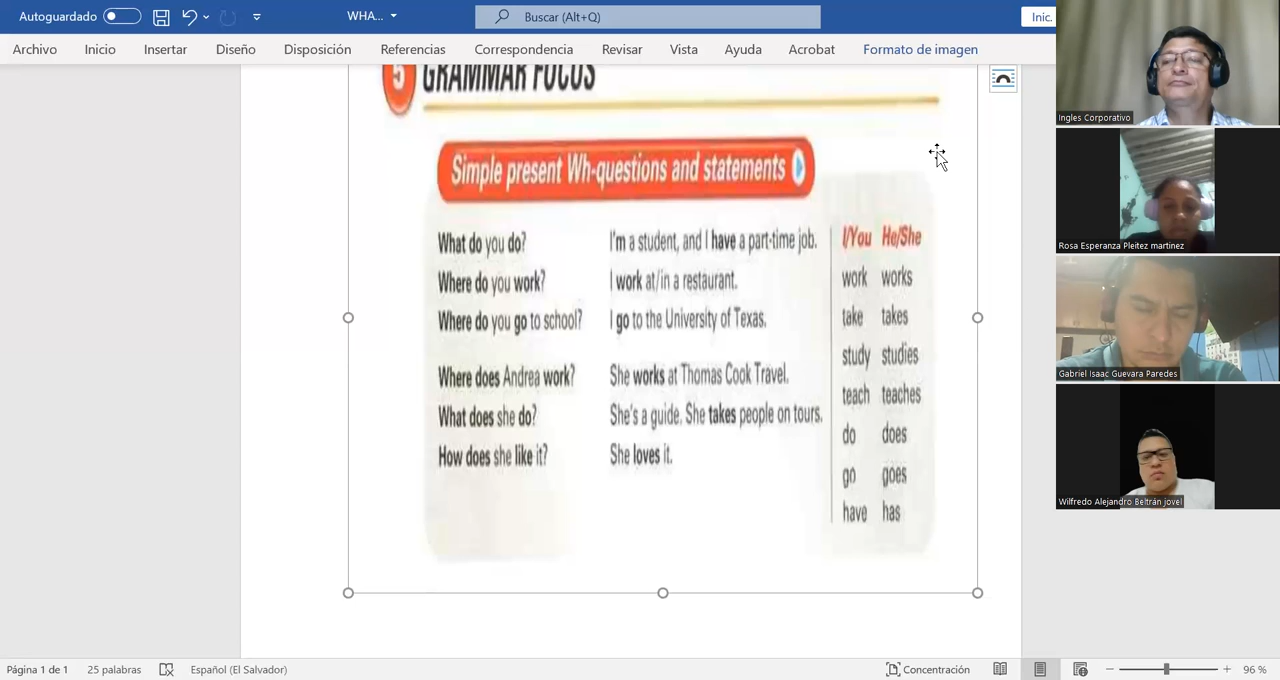 Autoguardado
WHA...
Buscar (Alt+Q)
Inic.
Archivo Inicio Insertar Diseño Disposición Referencias Correspondencia Revisar Vista Ayuda Acrobat Formato de imagen
5 GRAMMAR FOCUS
Simple present Wh-questions and statements
What do you do? I'm a student, and I have a part-time job.
Where do you work? I work at/in a restaurant.
Where do you go to school? I go to the University of Texas.
Where does Andrea work? She works at Thomas Cook Travel.
What does she do? She's a guide. She takes people on tours.
How does she like it? She loves it.
I/You He/She
work works
take takes
study studies
teach teaches
do does
go goes
have has
Ingles Corporativo
Rosa Esperanza Pleitez martinez
Gabriel Isaac Guevara Paredes
Wilfredo Alejandro Beltrán jovel
Página 1 de 1 25 palabras Español (El Salvador) Concentración 96 %